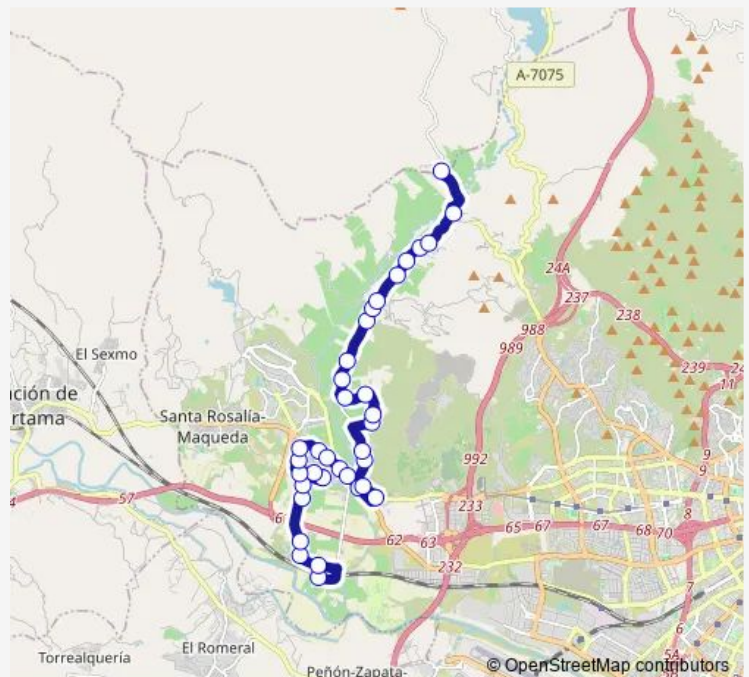 A-7075
24A
237
238
988
989
239
24
11
El Sexmo
ción de
rtama
Santa Rosalía-
Maqueda
992
9
9
4
57
6
233
62
63
65
67
67
68
70
8
232
7
6
5A
Torrealquería
El Romeral
Peñón-Zapata-
© OpenStreetMap contributors